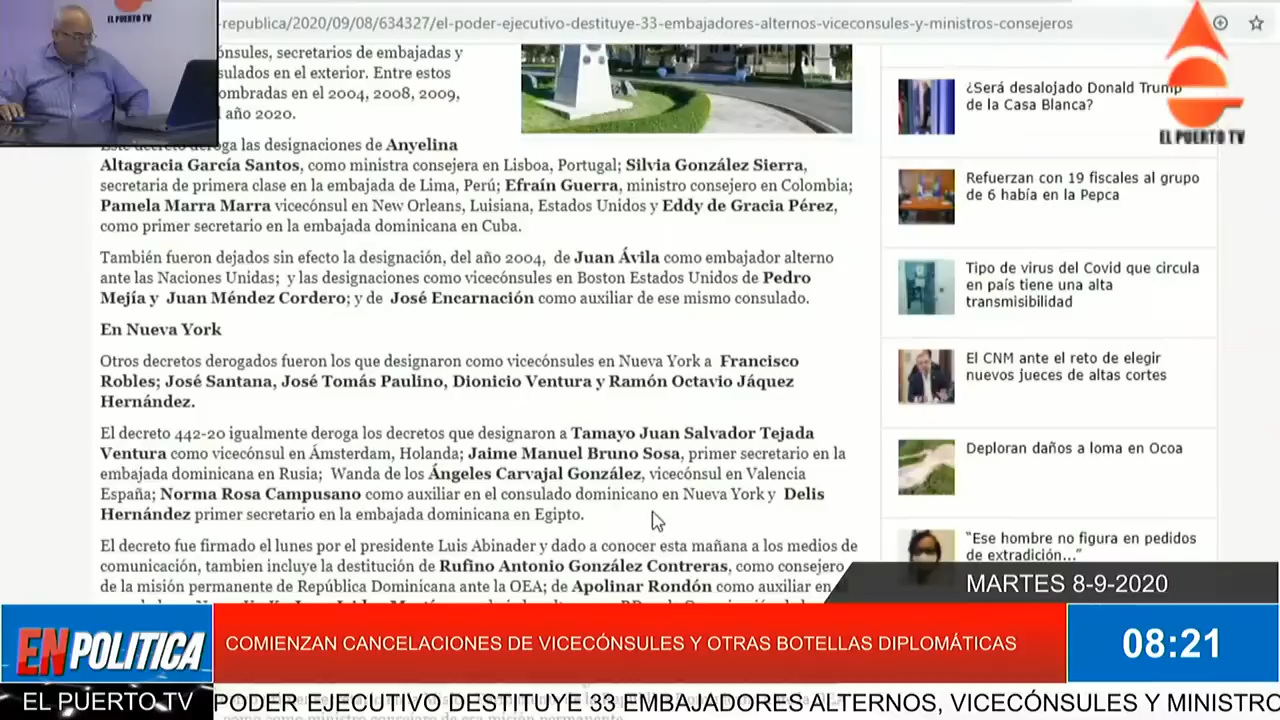 EL PUERTO TV
republica/2020/09/08/634327/el-poder-ejecutivo-destituye-33-embajadores-alternos-viceconsules-y-ministros-consejeros
ónsules, secretarios de embajadas y
sulados en el exterior. Entre estos
ombradas en el 2004, 2008, 2009,
l año 2020.
Este decreto deroga las designaciones de Anyelina
Altagracia García Santos, como ministra consejera en Lisboa, Portugal; Silvia González Sierra,
secretaria de primera clase en la embajada de Lima, Perú; Efraín Guerra, ministro consejero en Colombia;
Pamela Marra Marra vicecónsul en New Orleans, Luisiana, Estados Unidos y Eddy de Gracia Pérez,
como primer secretario en la embajada dominicana en Cuba.
También fueron dejados sin efecto la designación, del año 2004, de Juan Ávila como embajador alterno
ante las Naciones Unidas; y las designaciones como vicecónsules en Boston Estados Unidos de Pedro
Mejía y Juan Méndez Cordero; y de José Encarnación como auxiliar de ese mismo consulado.
En Nueva York
Otros decretos derogados fueron los que designaron como vicecónsules en Nueva York a Francisco
Robles; José Santana, José Tomás Paulino, Dionicio Ventura y Ramón Octavio Jáquez
Hernández.
El decreto 442-20 igualmente deroga los decretos que designaron a Tamayo Juan Salvador Tejada
Ventura como vicecónsul en Ámsterdam, Holanda; Jaime Manuel Bruno Sosa, primer secretario en la
embajada dominicana en Rusia; Wanda de los Ángeles Carvajal González, vicecónsul en Valencia
España; Norma Rosa Campusano como auxiliar en el consulado dominicano en Nueva York y Delis
Hernández primer secretario en la embajada dominicana en Egipto.
El decreto fue firmado el lunes por el presidente Luis Abinader y dado a conocer esta mañana a los medios de
comunicación, tambien incluye la destitución de Rufino Antonio González Contreras, como consejero
de la misión permanente de República Dominicana ante la OEA; de Apolinar Rondón como auxiliar en
¿Será desalojado Donald Trump
de la Casa Blanca?
EL PUERTO TV
Refuerzan con 19 fiscales al grupo
de 6 había en la Pepca
Tipo de virus del Covid que circula
en país tiene una alta
transmisibilidad
El CNM ante el reto de elegir
nuevos jueces de altas cortes
Deploran daños a loma en Ocoa
“Ese hombre no figura en pedidos
de extradición...”
MARTES 8-9-2020
EN POLITICA
COMIENZAN CANCELACIONES DE VICECÓNSULES Y OTRAS BOTELLAS DIPLOMÁTICAS
08:21
EL PUERTO TV
PODER EJECUTIVO DESTITUYE 33 EMBAJADORES ALTERNOS, VICECÓNSULES Y MINISTRO